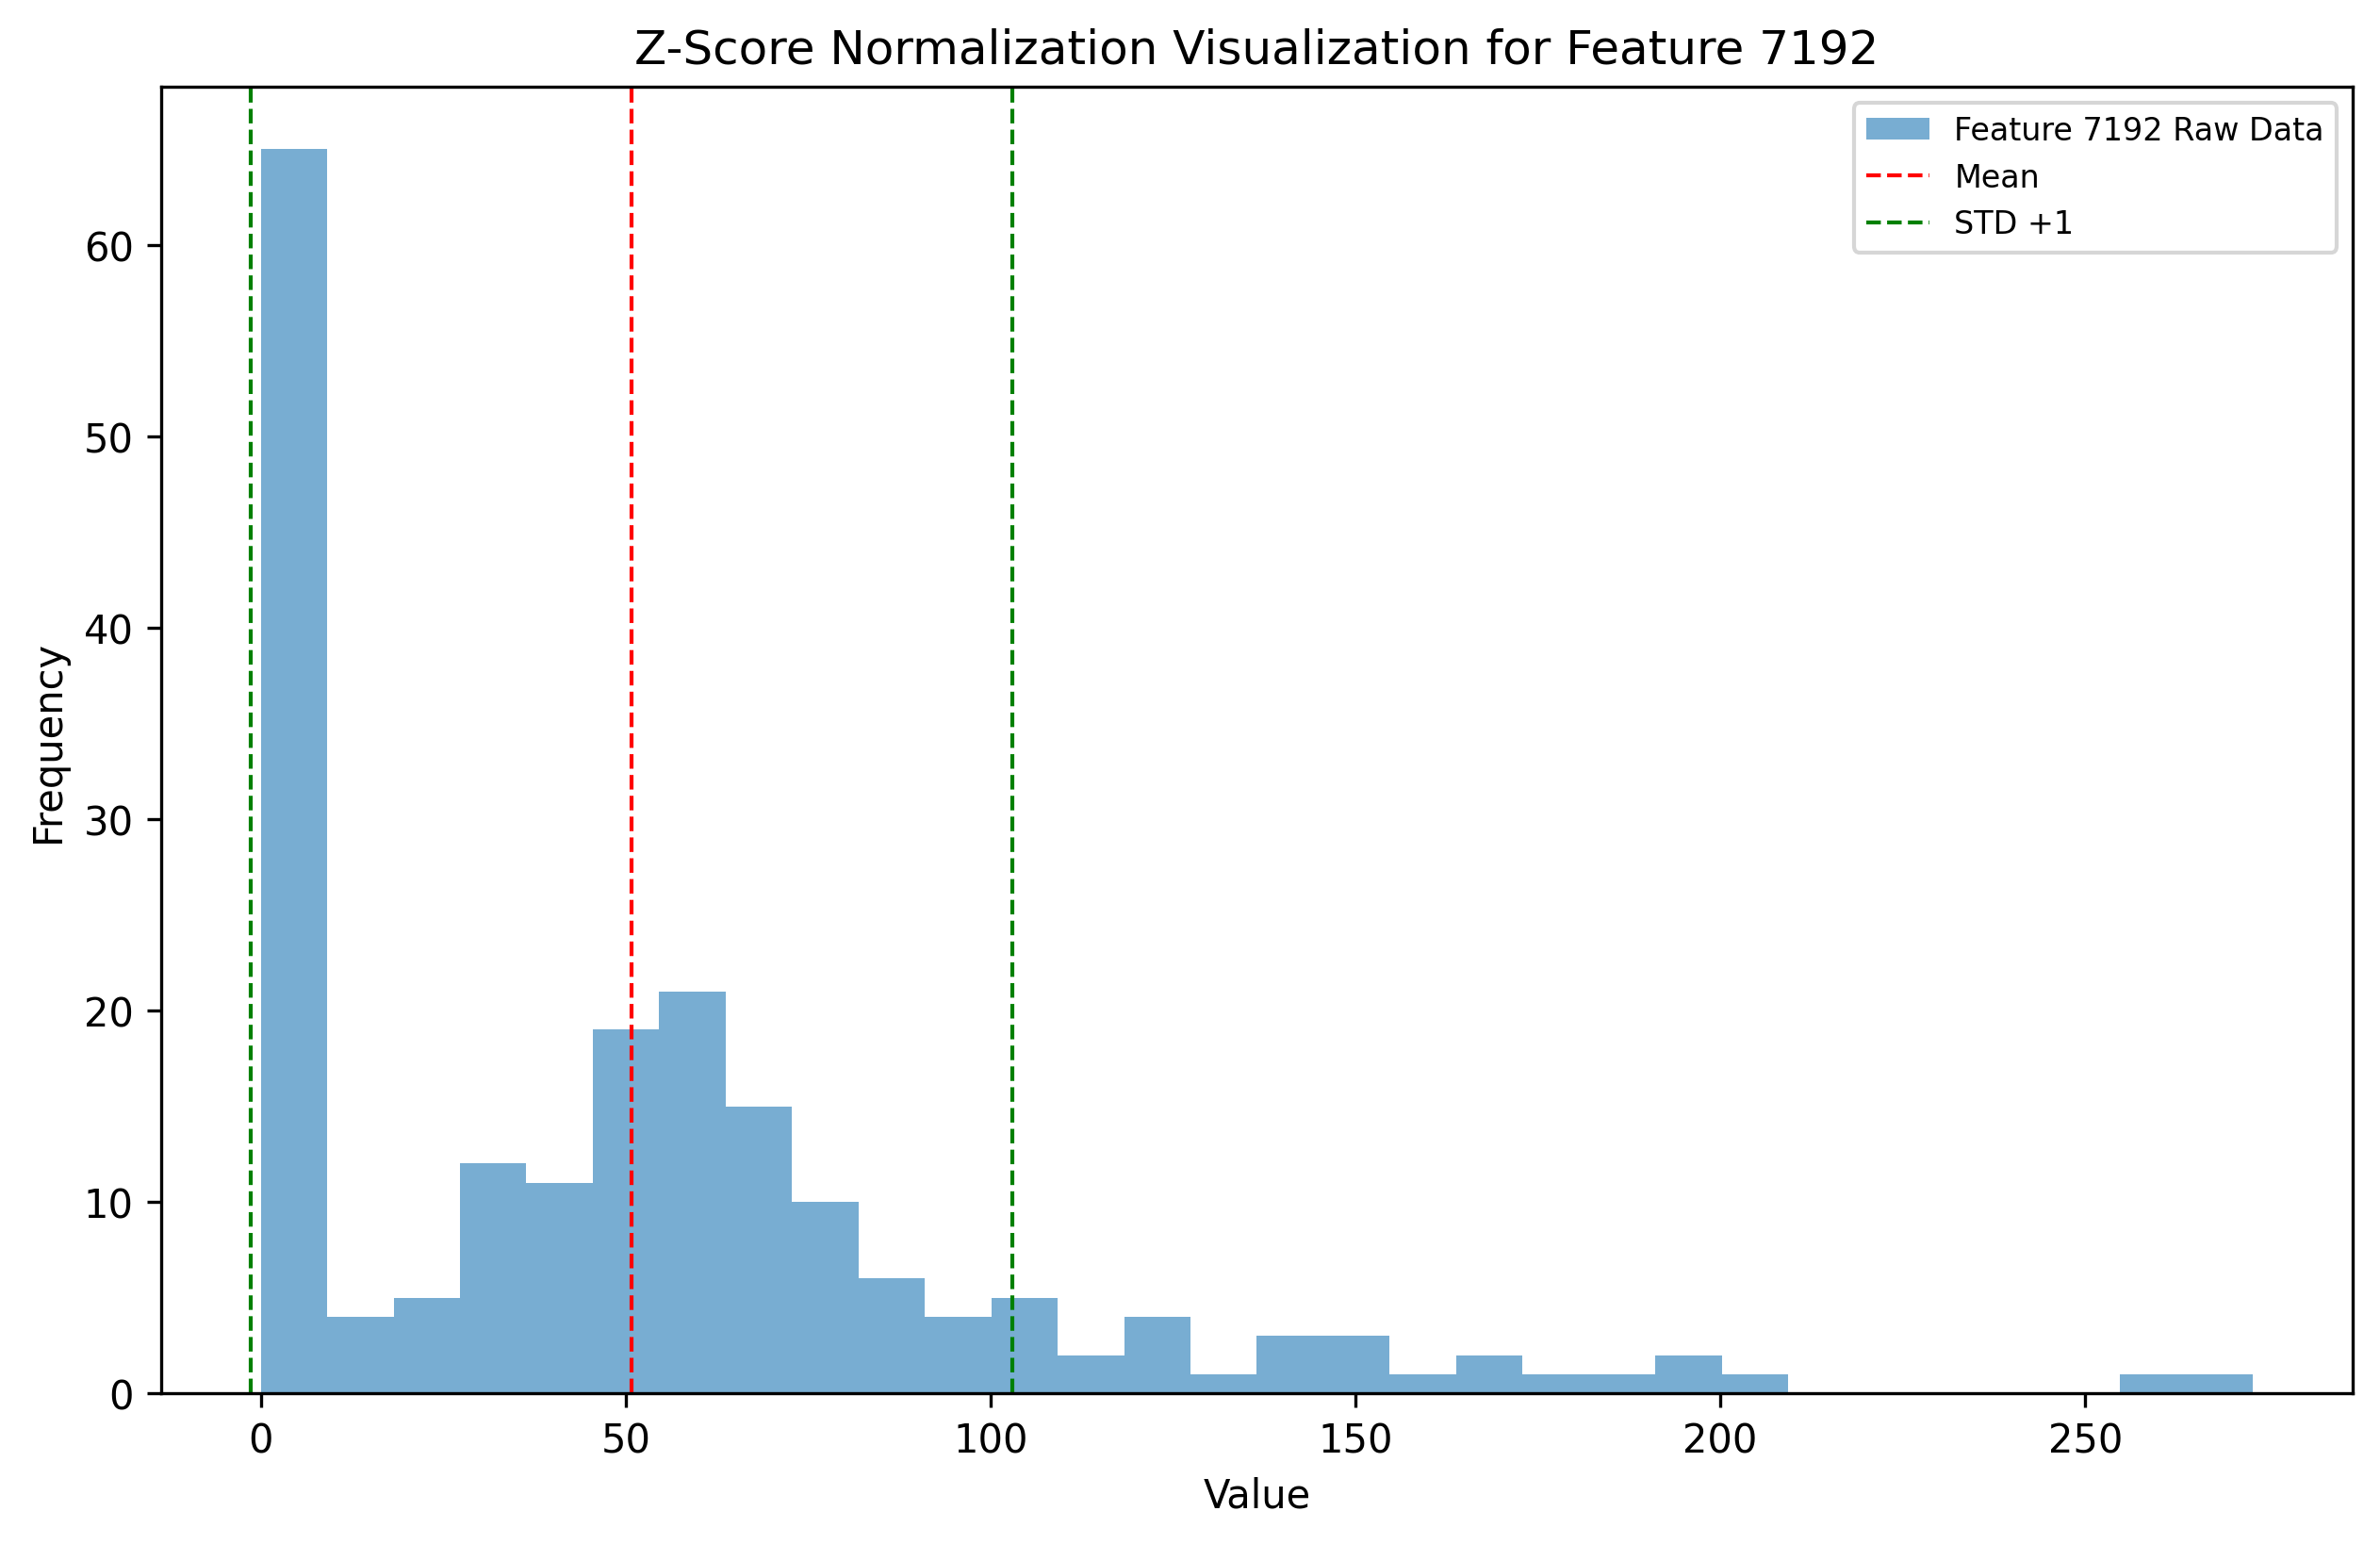 Z-Score Normalization Visualization for Feature 7192
Feature 7192 Raw Data
Mean
STD +1
60
50
40
30
20
10
0
Frequency
0 50 100 150 200 250
Value